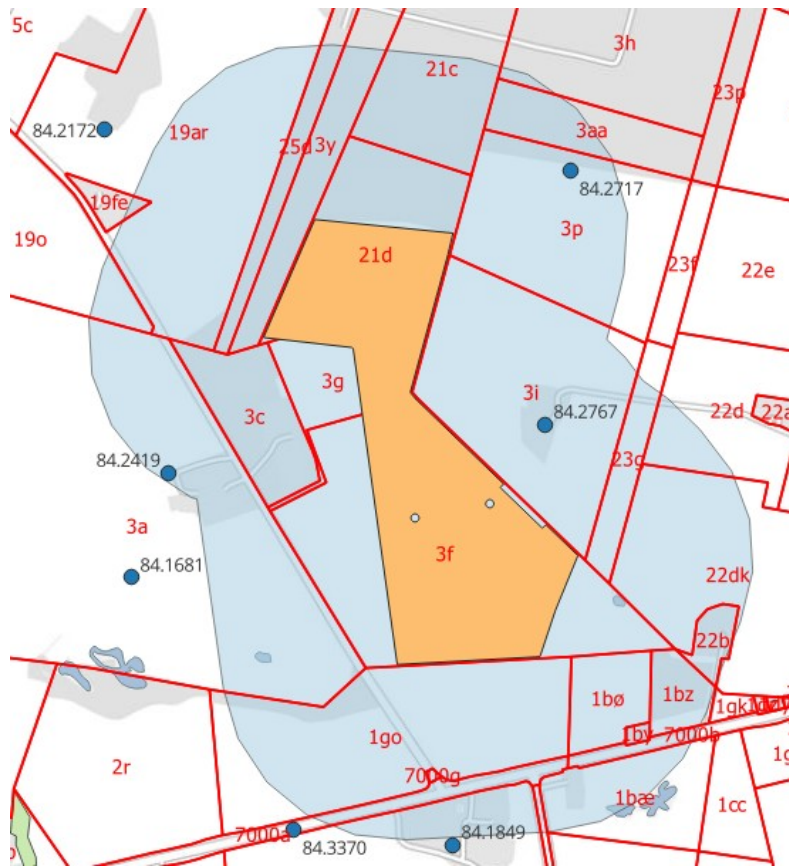 5c
3h
21c
23p
84.2172
19ar
25d
3y
3aa
84.2717
19fe
19o
3p
21d
23f
22e
3g
3i
3c
84.2767
22d
84.2419
23g
3a
3f
84.1681
22dk
22b
1bø
1bz
1gk
1go
1by
7000b
2r
7000g
1bæ
1cc
7000a
84.3370
84.1849